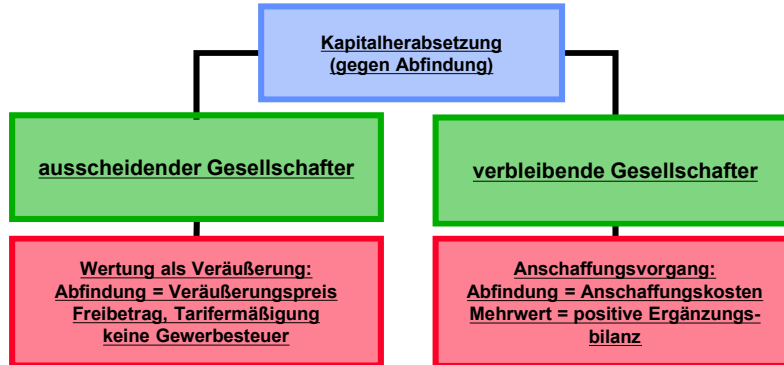 Kapitalherabsetzung
(gegen Abfindung)
ausscheidender Gesellschafter
verbleibende Gesellschafter
Wertung als Veräußerung:
Abfindung = Veräußerungspreis
Freibetrag, Tarifermäßigung
keine Gewerbesteuer
Anschaffungsvorgang:
Abfindung = Anschaffungskosten
Mehrwert = positive Ergänzungs-
bilanz